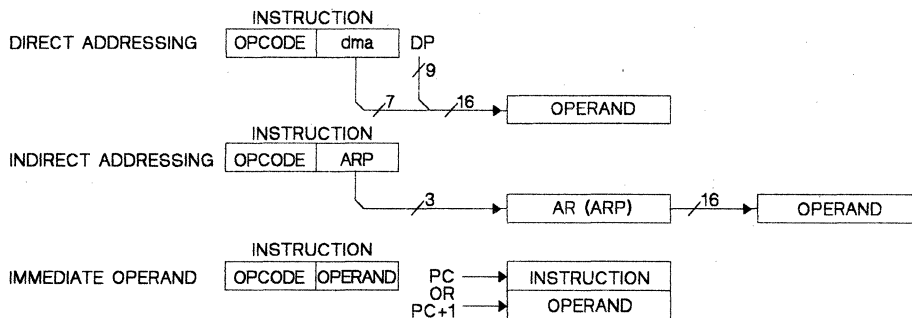 INSTRUCTION
DIRECT ADDRESSING OPCODE dma DP
9
7 16 OPERAND
INSTRUCTION
INDIRECT ADDRESSING OPCODE ARP
3 AR (ARP) 16 OPERAND
INSTRUCTION
IMMEDIATE OPERAND OPCODE OPERAND PC INSTRUCTION
OR
PC+1 OPERAND